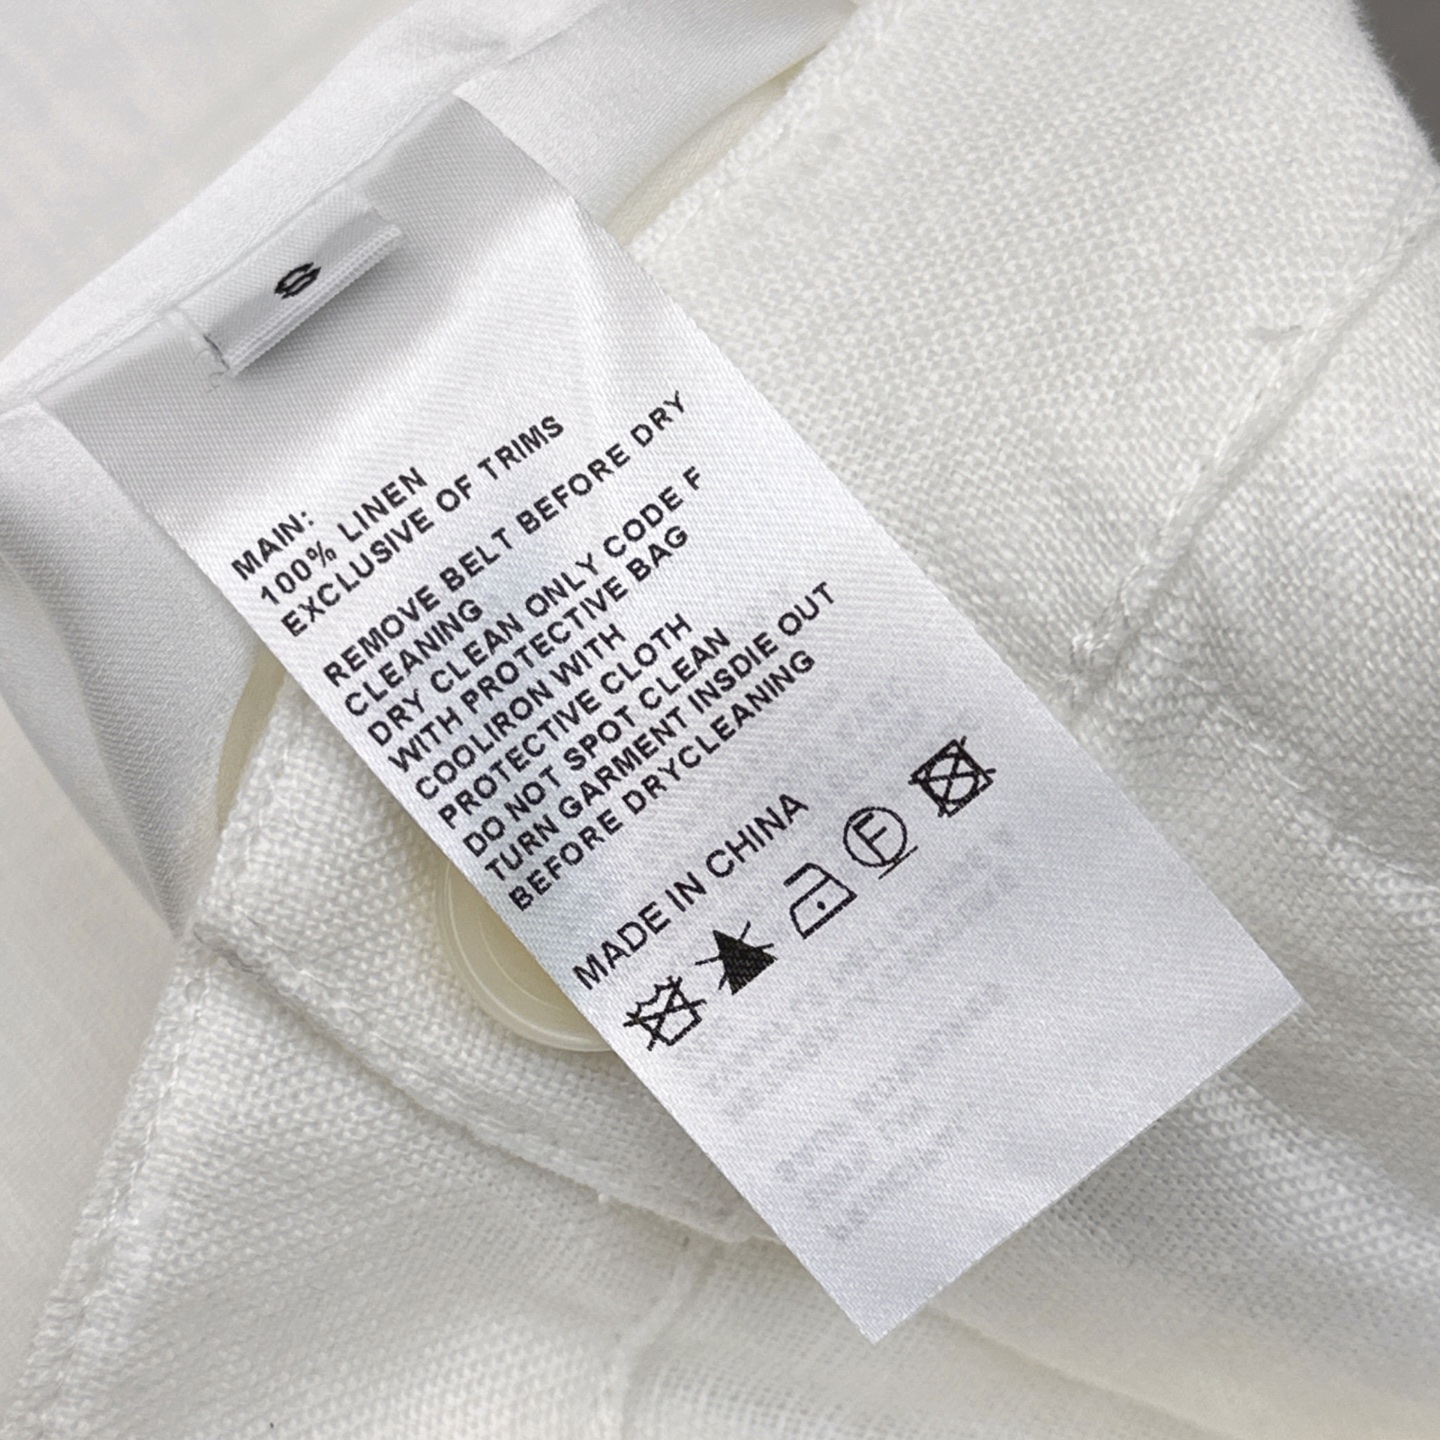 MAIN:
100% LINEN
EXCLUSIVE OF TRIMS
REMOVE BELT BEFORE DRY
CLEANING
DRY CLEAN ONLY CODE F
WITH PROTECTIVE BAG
COOLIRON WITH
PROTECTIVE CLOTH
DO NOT SPOT CLEAN
TURN GARMENT INSDIE OUT
BEFORE DRYCLEANING
MADE IN CHINA
F